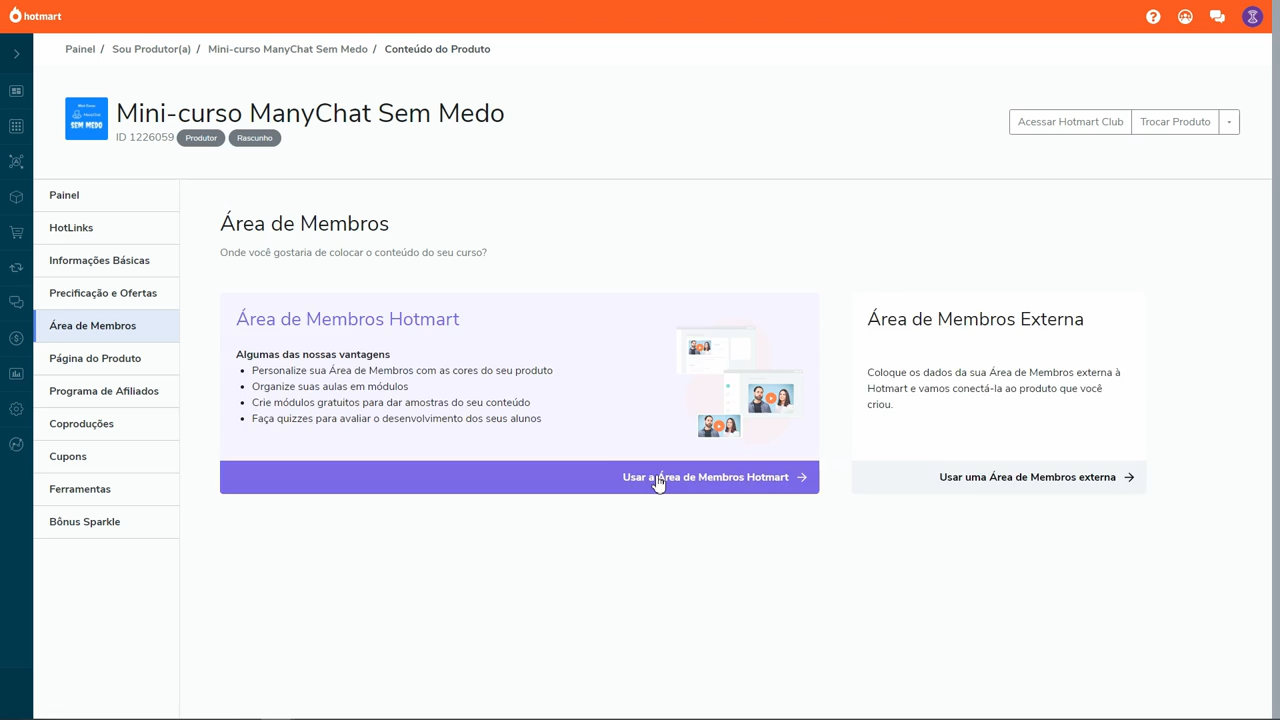 hotmart
Painel / Sou Produtor(a) / Mini-curso ManyChat Sem Medo / Conteúdo do Produto
SEM MEDO
Mini-curso ManyChat Sem Medo
ID 1226059 Produtor Rascunho
Acessar Hotmart Club Trocar Produto
Painel
HotLinks
Informações Básicas
Precificação e Ofertas
Área de Membros
Página do Produto
Programa de Afiliados
Coproduções
Cupons
Ferramentas
Bônus Sparkle
Área de Membros
Onde você gostaria de colocar o conteúdo do seu curso?
Área de Membros Hotmart
Algumas das nossas vantagens
• Personalize sua Área de Membros com as cores do seu produto
• Organize suas aulas em módulos
• Crie módulos gratuitos para dar amostras do seu conteúdo
• Faça quizzes para avaliar o desenvolvimento dos seus alunos
Usar a Área de Membros Hotmart →
Área de Membros Externa
Coloque os dados da sua Área de Membros externa à
Hotmart e vamos conectá-la ao produto que você
criou.
Usar uma Área de Membros externa →